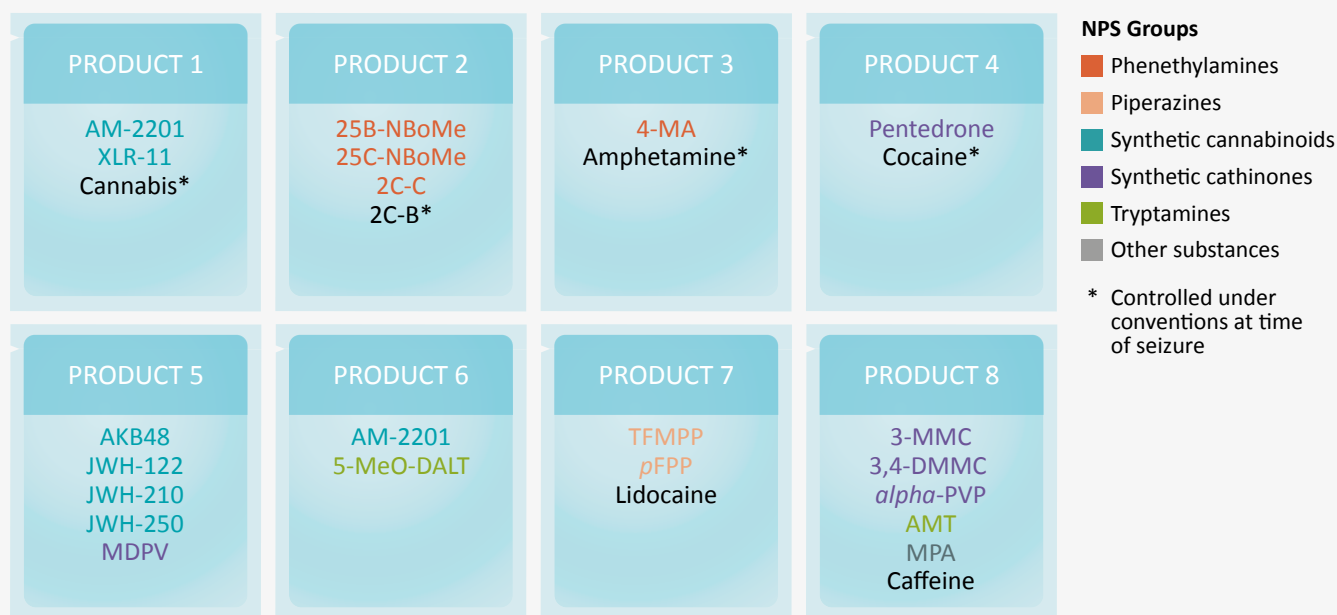 PRODUCT 1
AM-2201
XLR-11
Cannabis*
PRODUCT 2
25B-NBoMe
25C-NBoMe
2C-C
2C-B*
PRODUCT 3
4-MA
Amphetamine*
PRODUCT 4
Pentedrone
Cocaine*
NPS Groups
Phenethylamines
Piperazines
Synthetic cannabinoids
Synthetic cathinones
Tryptamines
Other substances
* Controlled under
conventions at time
of seizure
PRODUCT 5
AKB48
JWH-122
JWH-210
JWH-250
MDPV
PRODUCT 6
AM-2201
5-MeO-DALT
PRODUCT 7
TFMPP
pFPP
Lidocaine
PRODUCT 8
3-MMC
3,4-DMMC
alpha-PVP
AMT
MPA
Caffeine